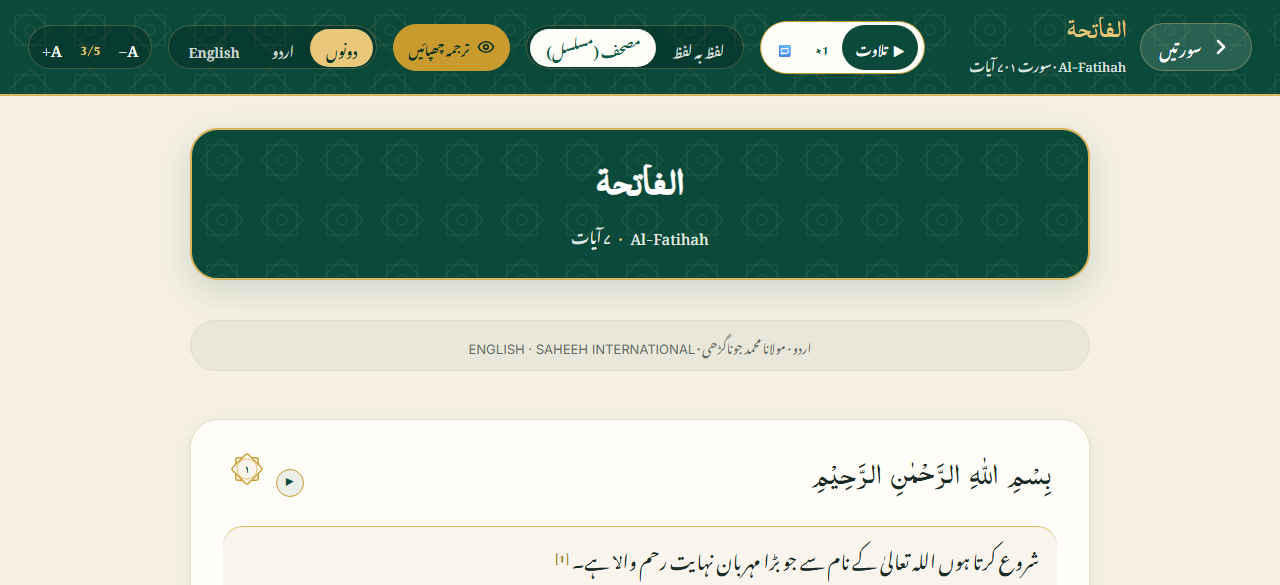 سورتیں
الفاتحة
Al-Fatihah · سورت ۱ · ۷ آیات
▶ تلاوت ×1 🔁
لفظ بہ لفظ مصحف (مسلسل)
ترجمہ چھپائیں
دونوں اردو English
A− 3/5 A+
الفاتحة
Al-Fatihah · ۷ آیات
اردو · مولانا محمد جوناگڑھی · ENGLISH · SAHEEH INTERNATIONAL
بِسْمِ اللّٰهِ الرَّحْمٰنِ الرَّحِيْمِ
۱
شروع کرتا ہوں اللہ تعالیٰ کے نام سے جو بڑا مہربان نہایت رحم والا ہے۔ [1]